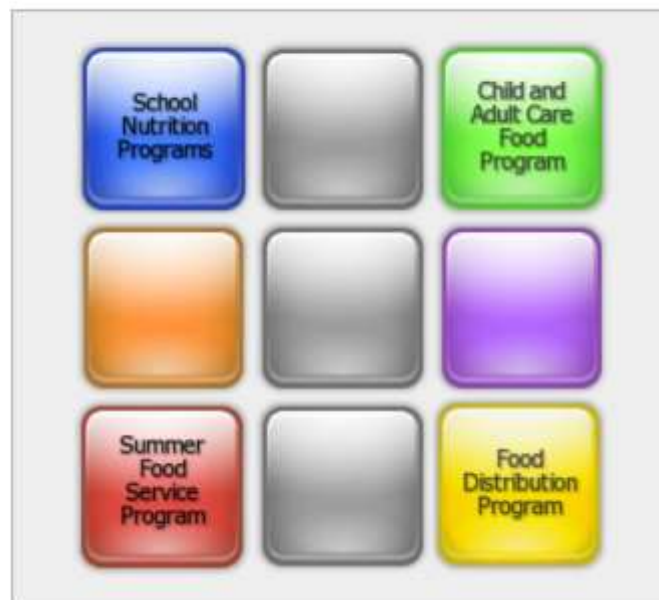 School
Nutrition
Programs
Child and
Adult Care
Food
Program
Summer
Food
Service
Program
Food
Distribution
Program